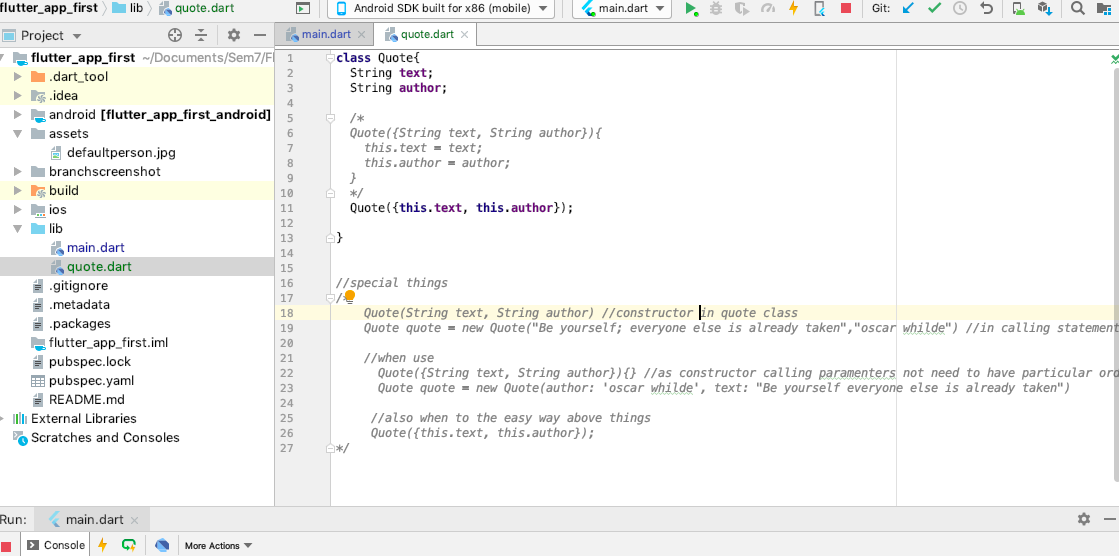 flutter_app_first lib quote.dart Android SDK built for x86 (mobile) main.dart Git:
Project main.dart quote.dart
flutter_app_first ~/Documents/Sem7/Fl
.dart_tool
.idea
android [flutter_app_first_android]
assets
defaultperson.jpg
branchscreenshot
build
ios
lib
main.dart
quote.dart
.gitignore
.metadata
.packages
flutter_app_first.iml
pubspec.lock
pubspec.yaml
README.md
External Libraries
Scratches and Consoles
1 class Quote{
2 String text;
3 String author;
4
5 /*
6 Quote({String text, String author}){
7 this.text = text;
8 this.author = author;
9 }
10 */
11 Quote({this.text, this.author});
12
13 }
14
15
16 //special things
17 /*
18 Quote(String text, String author) //constructor in quote class
19 Quote quote = new Quote("Be yourself; everyone else is already taken","oscar whilde") //in calling statement
20
21 //when use
22 Quote({String text, String author}){} //as constructor calling paramenters not need to have particular ord
23 Quote quote = new Quote(author: 'oscar whilde', text: "Be yourself everyone else is already taken")
24
25 //also when to the easy way above things
26 Quote({this.text, this.author});
27 */
Run: main.dart
Console More Actions